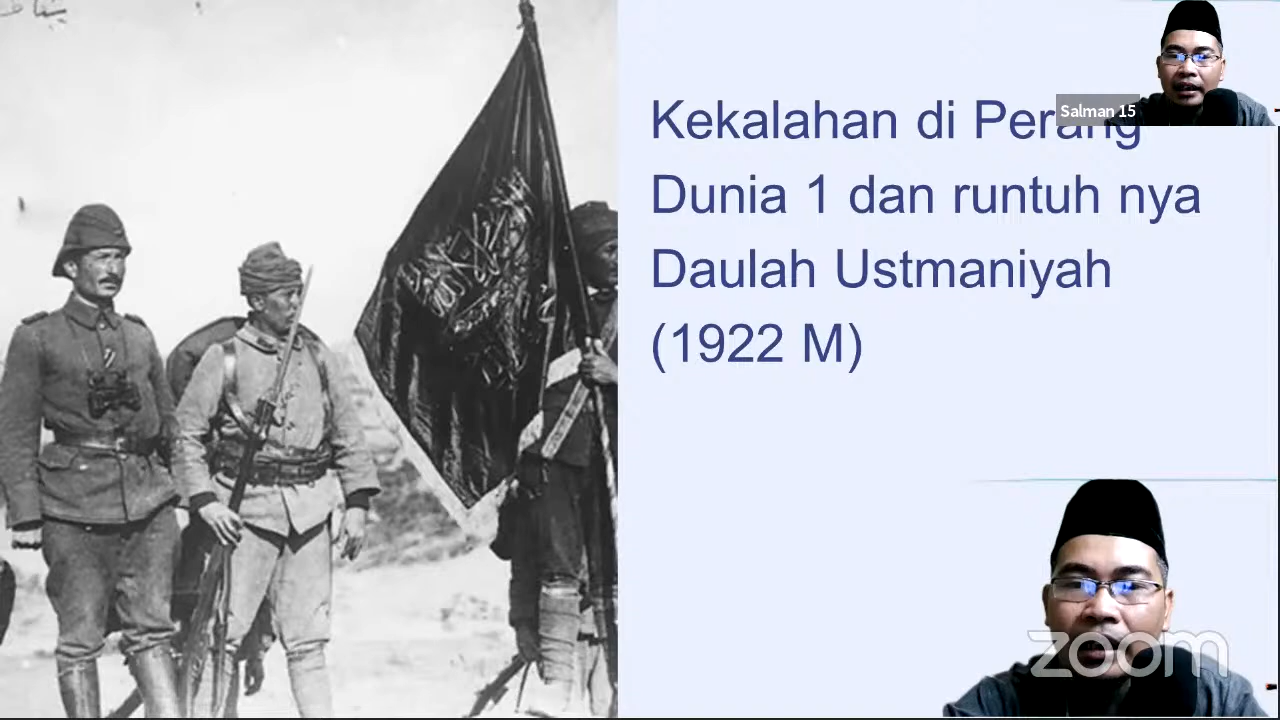 Kekalahan di Perang
Dunia 1 dan runtuh nya
Daulah Ustmaniyah
(1922 M)
Salman 15
zoom